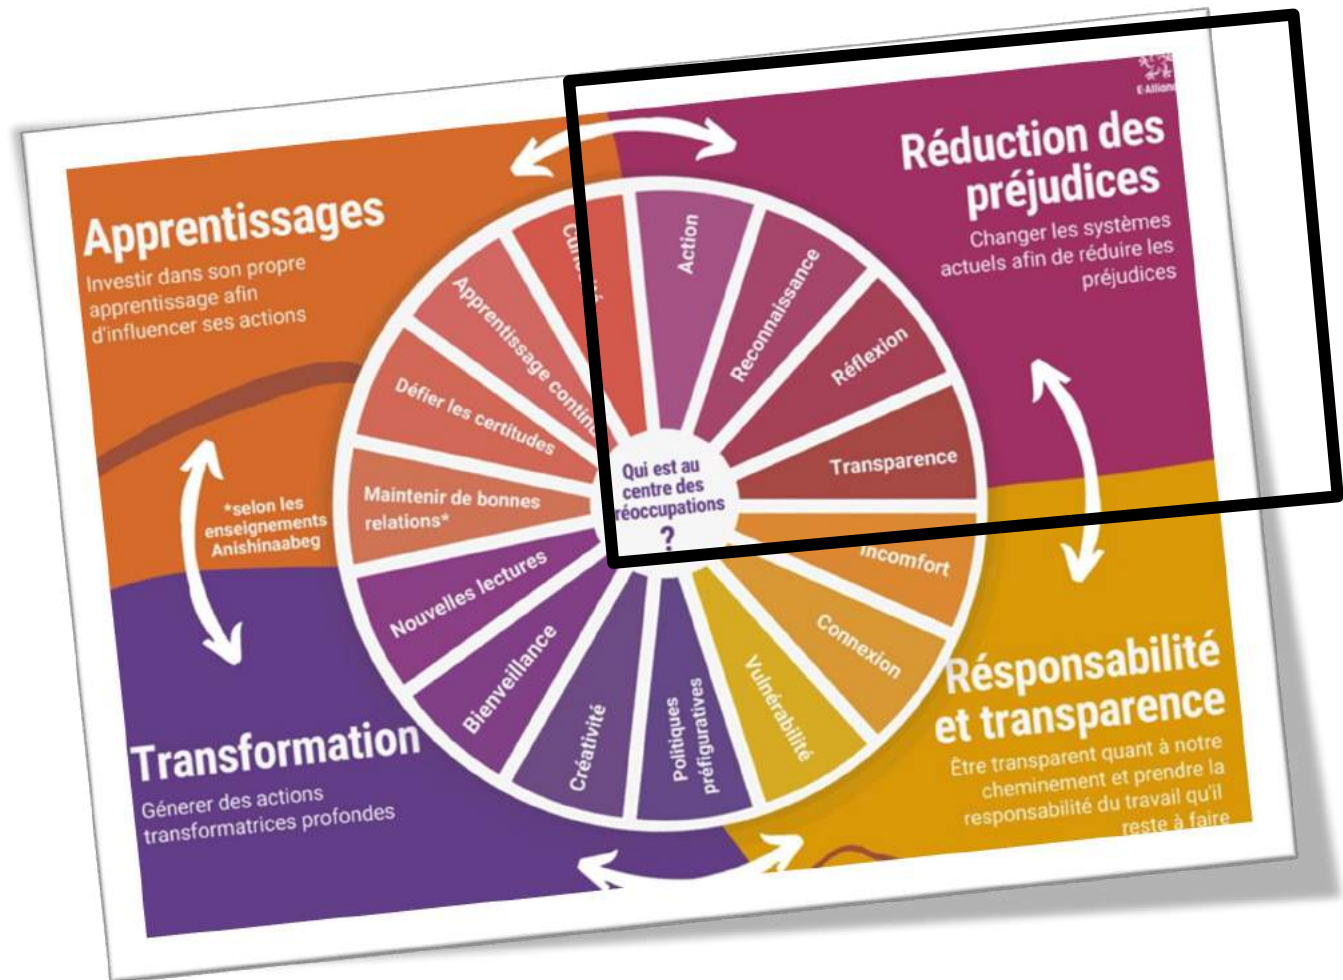 Apprentissages
Investir dans son propre
apprentissage afin
d'influencer ses actions
*selon les
enseignements
Anishinaabeg
Réduction des
préjudices
Changer les systèmes
actuels afin de réduire les
préjudices
Action
Reconnaissance
Réflexion
Transparence
Incomfort
Connexion
Vulnérabilité
Politiques
préfiguratives
Créativité
Bienveillance
Nouvelles lectures
Maintenir de bonnes
relations*
Défier les certitudes
Apprentissage continu
Qui est au
centre des
réoccupations
?
Transformation
Génerer des actions
transformatrices profondes
Résponsabilité
et transparence
Être transparent quant à notre
cheminement et prendre la
responsabilité du travail qu'il
reste à faire